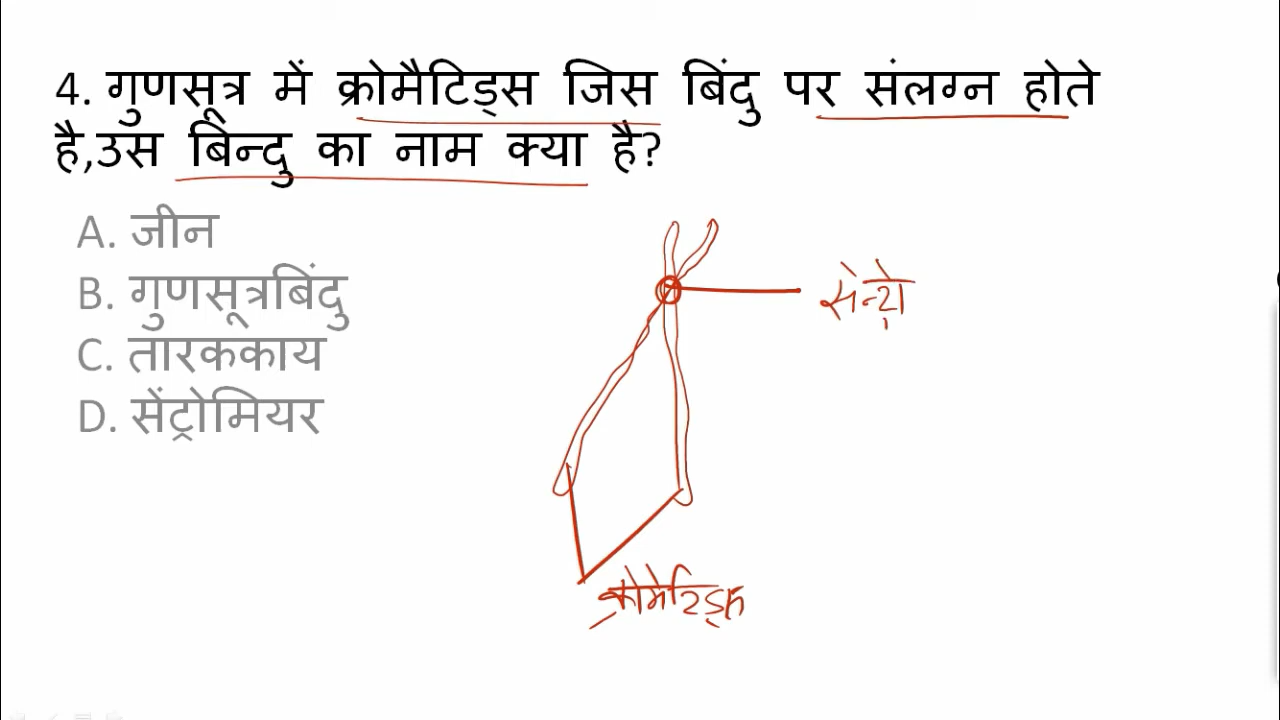 4. गुणसूत्र में क्रोमैटिड्स जिस बिंदु पर संलग्न होते
है,उस बिन्दु का नाम क्या है?
A. जीन
B. गुणसूत्रबिंदु
C. तारककाय
D. सेंट्रोमियर
सेन्ट्रो
क्रोमैटिड्स